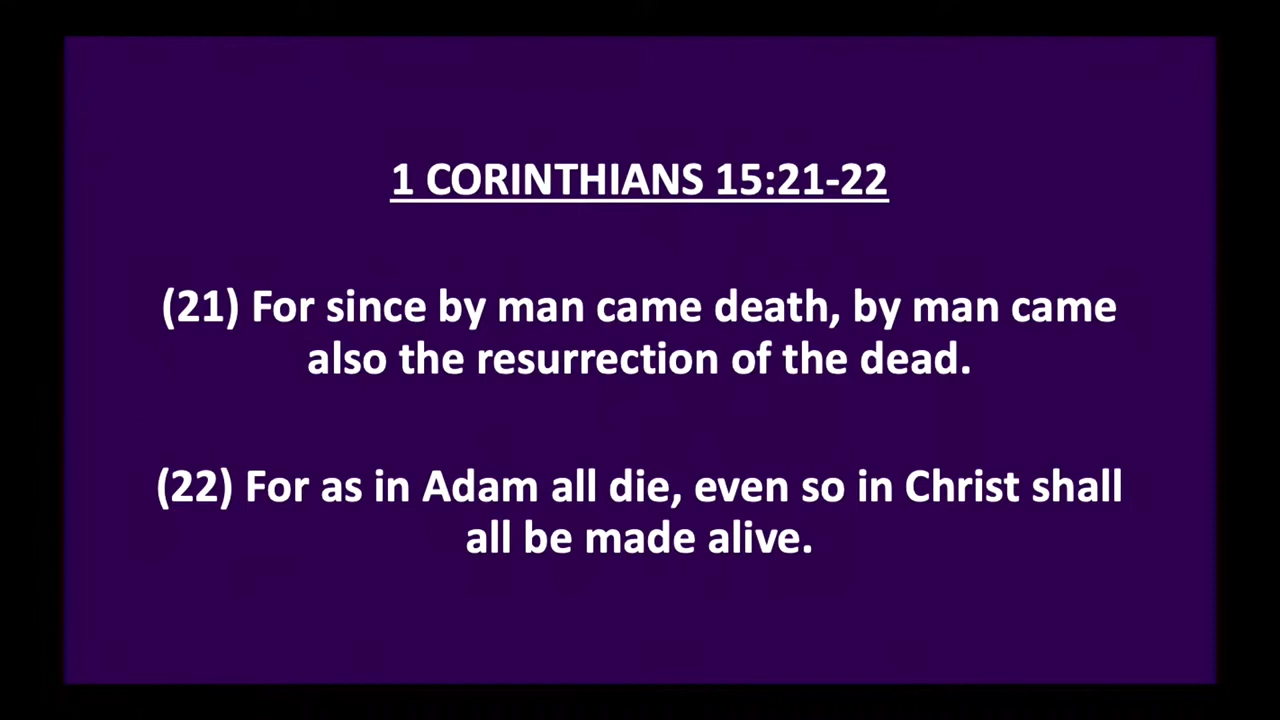 1 CORINTHIANS 15:21-22
(21) For since by man came death, by man came
also the resurrection of the dead.
(22) For as in Adam all die, even so in Christ shall
all be made alive.